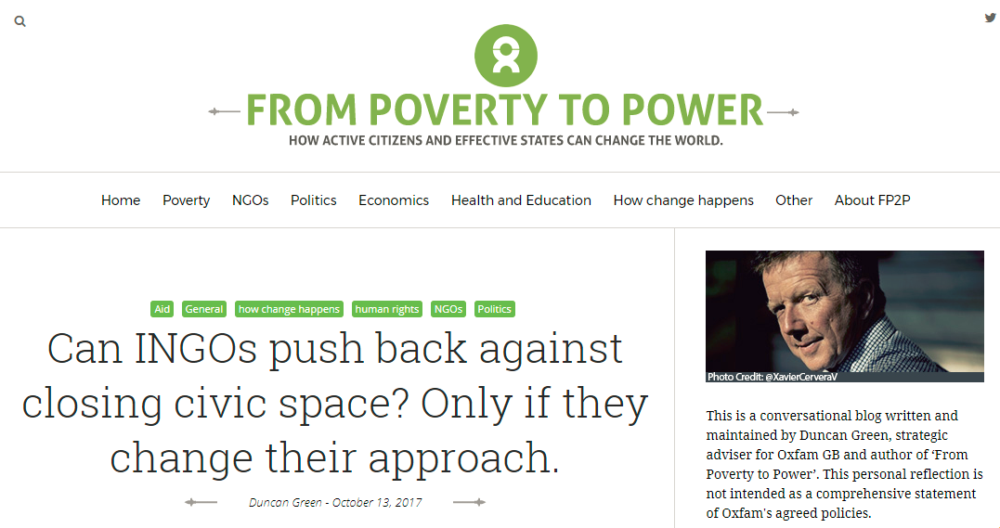 FROM POVERTY TO POWER
HOW ACTIVE CITIZENS AND EFFECTIVE STATES CAN CHANGE THE WORLD.
Home Poverty NGOs Politics Economics Health and Education How change happens Other About FP2P
Aid General how change happens human rights NGOs Politics
Can INGOs push back against
closing civic space? Only if they
change their approach.
Duncan Green - October 13, 2017
Photo Credit: @XavierCerveraV
This is a conversational blog written and
maintained by Duncan Green, strategic
adviser for Oxfam GB and author of ‘From
Poverty to Power’. This personal reflection is
not intended as a comprehensive statement
of Oxfam's agreed policies.